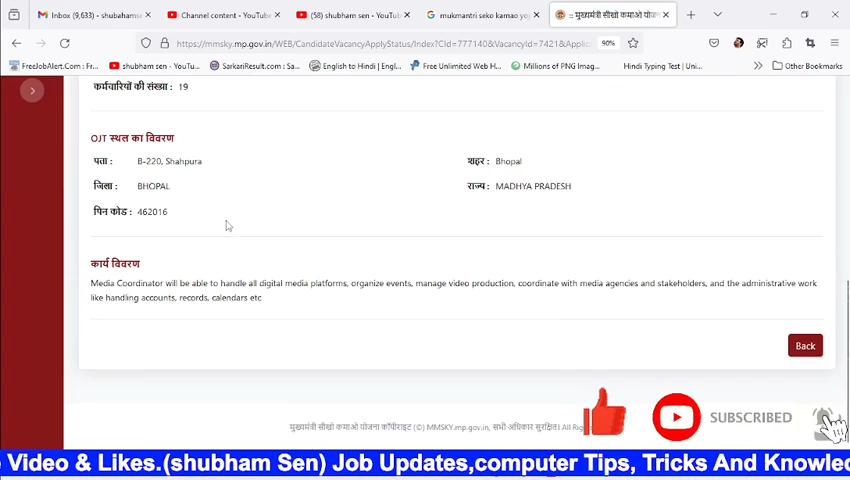 Inbox (9,633) - shubahamse
Channel content - YouTube
(58) shubham sen - YouTube
mukmantri seko kamao yoj
:: मुख्यमंत्री सीखो कमाओ योजन
https://mmsky.mp.gov.in/WEB/CandidateVacancyApplyStatus/Index?CId=777140&VacancyId=7421&Applic
90%
FreeJobAlert.Com : Fr...
shubham sen - YouT...
SarkariResult.com : Sa...
English to Hindi | Engl...
Free Unlimited Web H...
Millions of PNG Imag...
Hindi Typing Test | Uni...
Other Bookmarks
कर्मचारियों की संख्या : 19
OJT स्थल का विवरण
पता : B-220, Shahpura
शहर : Bhopal
जिला : BHOPAL
राज्य : MADHYA PRADESH
पिन कोड : 462016
कार्य विवरण
Media Coordinator will be able to handle all digital media platforms, organize events, manage video production, coordinate with media agencies and stakeholders, and the administrative work
like handling accounts, records, calendars etc
Back
SUBSCRIBED
मुख्यमंत्री सीखो कमाओ योजना कॉपीराइट (©) MMSKY.mp.gov.in, सभी अधिकार सुरक्षित| All Rig
Video & Likes.(shubham Sen) Job Updates,computer Tips, Tricks And Knowle